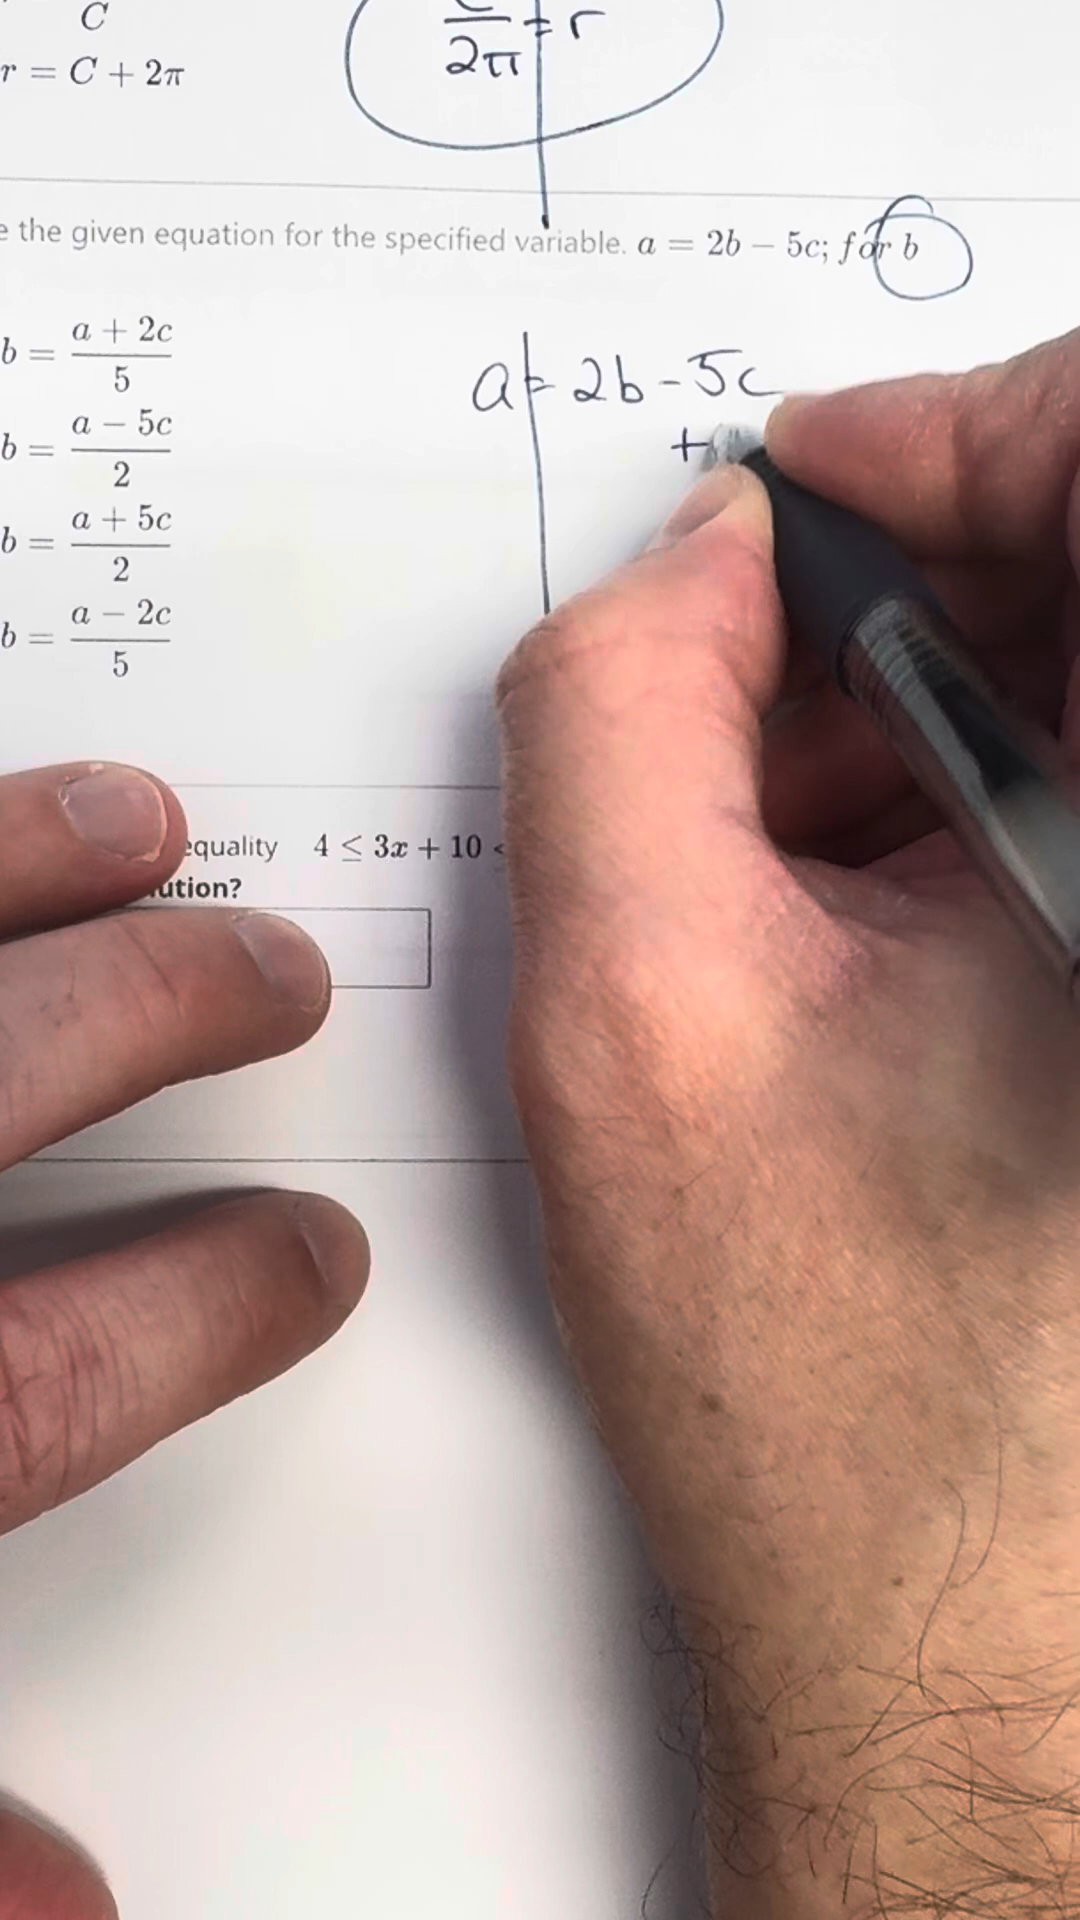 C
r = C + 2π
2π = r
e the given equation for the specified variable. a = 2b − 5c; for b
b = (a + 2c)/5
b = (a − 5c)/2
b = (a + 5c)/2
b = (a − 2c)/5
a = 2b - 5c
+
equality 4 ≤ 3x + 10 <
ution?